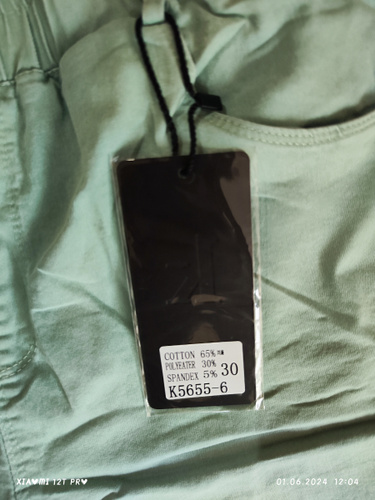 COTTON 65%
POLYEATER 30%
SPANDEX 5% 30
K5655-6
XIAOMI 12T PRO
01.06.2024 12:04